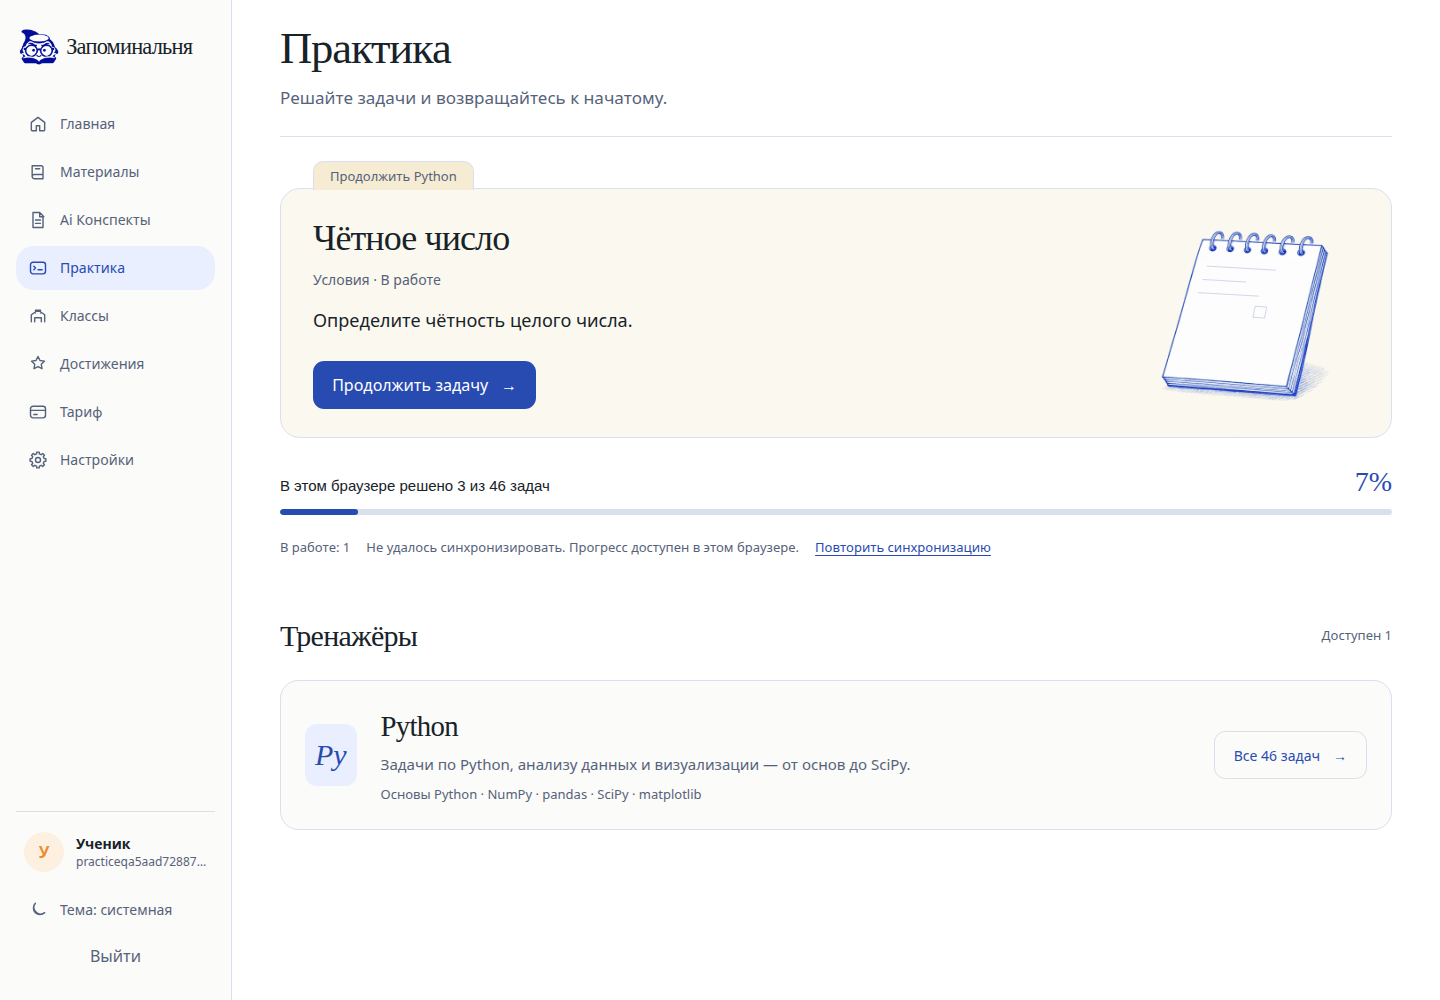 Запоминальня
Главная
Материалы
Ai Конспекты
Практика
Классы
Достижения
Тариф
Настройки
У
Ученик
practiceqa5aad72887...
Тема: системная
Выйти
Практика
Решайте задачи и возвращайтесь к начатому.
Продолжить Python
Чётное число
Условия · В работе
Определите чётность целого числа.
Продолжить задачу →
В этом браузере решено 3 из 46 задач
7%
В работе: 1 Не удалось синхронизировать. Прогресс доступен в этом браузере. Повторить синхронизацию
Тренажёры
Доступен 1
Py
Python
Задачи по Python, анализу данных и визуализации — от основ до SciPy.
Основы Python · NumPy · pandas · SciPy · matplotlib
Все 46 задач →